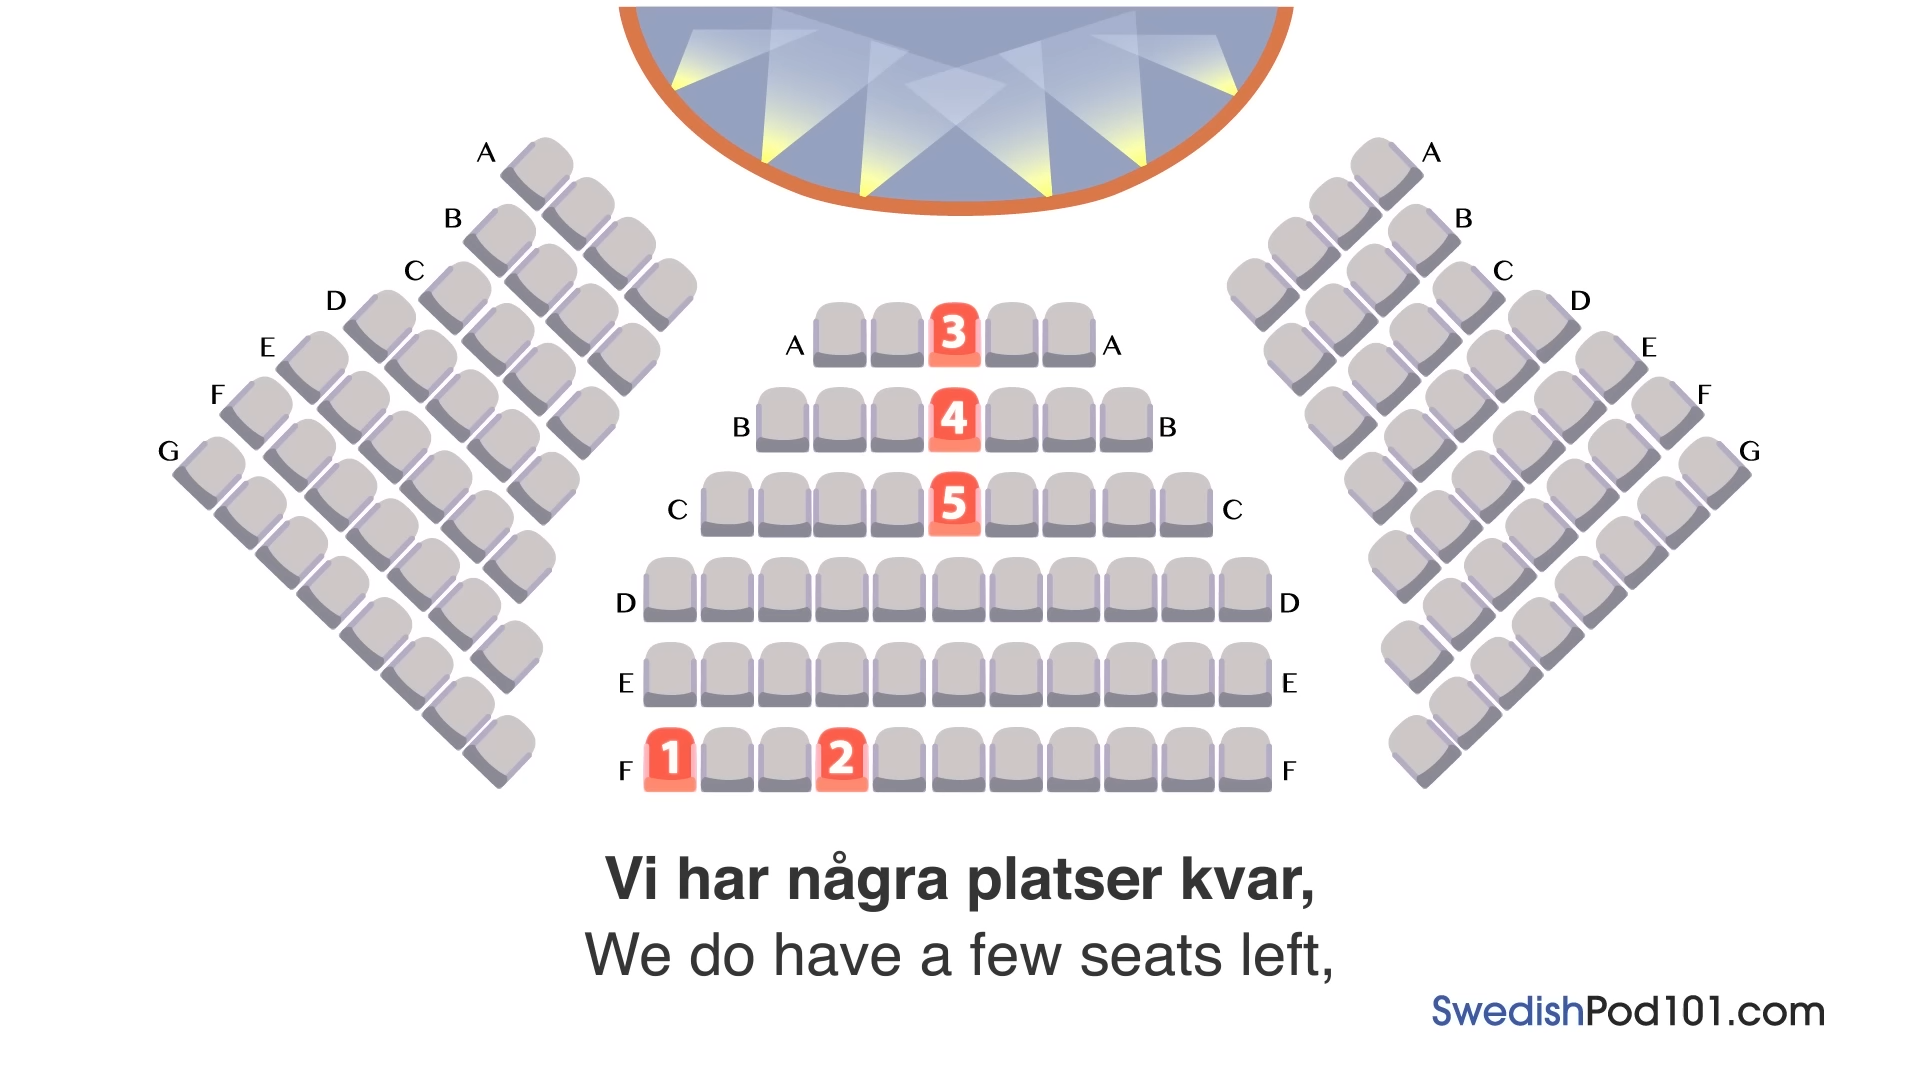 A
A
B
B
C
C
D
D
E
E
F
F
G
G
A 3 A
B 4 B
C 5 C
D D
E E
F 1 2 F
Vi har några platser kvar,
We do have a few seats left,
SwedishPod101.com